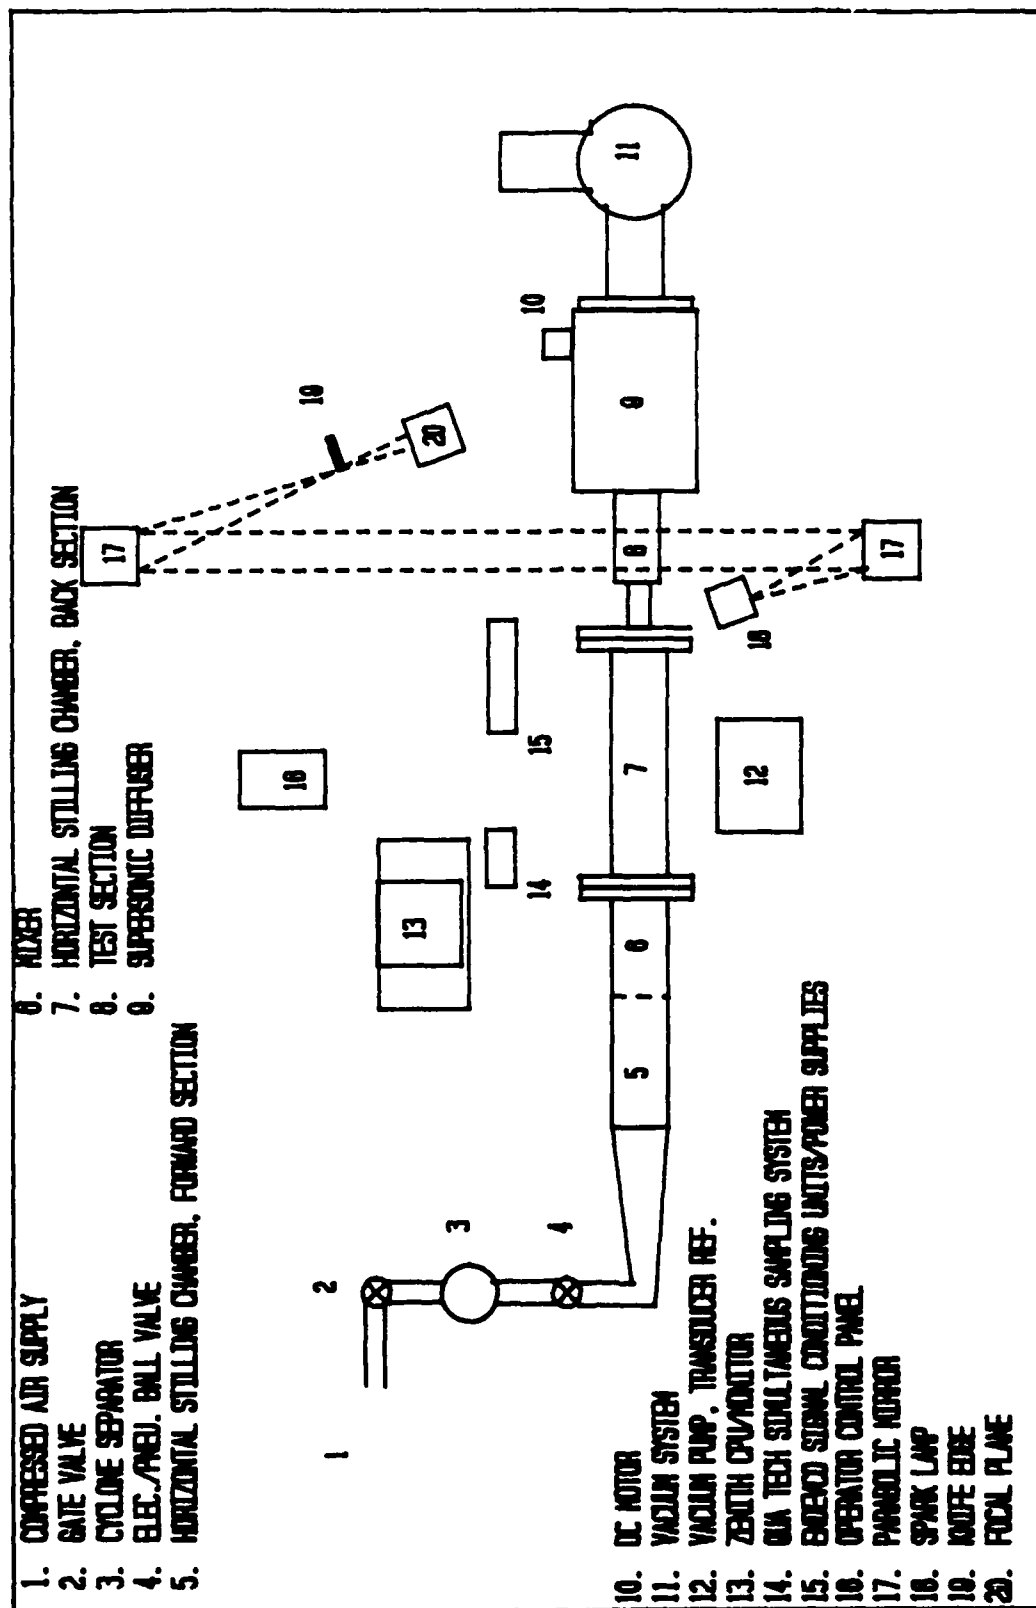 1. COMPRESSED AIR SUPPLY
2. GATE VALVE
3. CYCLONE SEPARATOR
4. ELEC./PNEU. BALL VALVE
5. HORIZONTAL STILLING CHAMBER, FORWARD SECTION
6. MIXER
7. HORIZONTAL STILLING CHAMBER, BACK SECTION
8. TEST SECTION
9. SUPERSONIC DIFFUSER
1
2
3
4
5
6
7
8
9
10
11
12
13
14
15
16
17
17
18
19
20
10. DC MOTOR
11. VACUUM SYSTEM
12. VACUUM PUMP, TRANSDUCER REF.
13. ZENITH CPU/MONITOR
14. QUA TECH SIMULTANEOUS SAMPLING SYSTEM
15. ENDEVCO SIGNAL CONDITIONING UNITS/POWER SUPPLIES
16. OPERATOR CONTROL PANEL
17. PARABOLIC MIRROR
18. SPARK LAMP
19. KNIFE EDGE
20. FOCAL PLANE